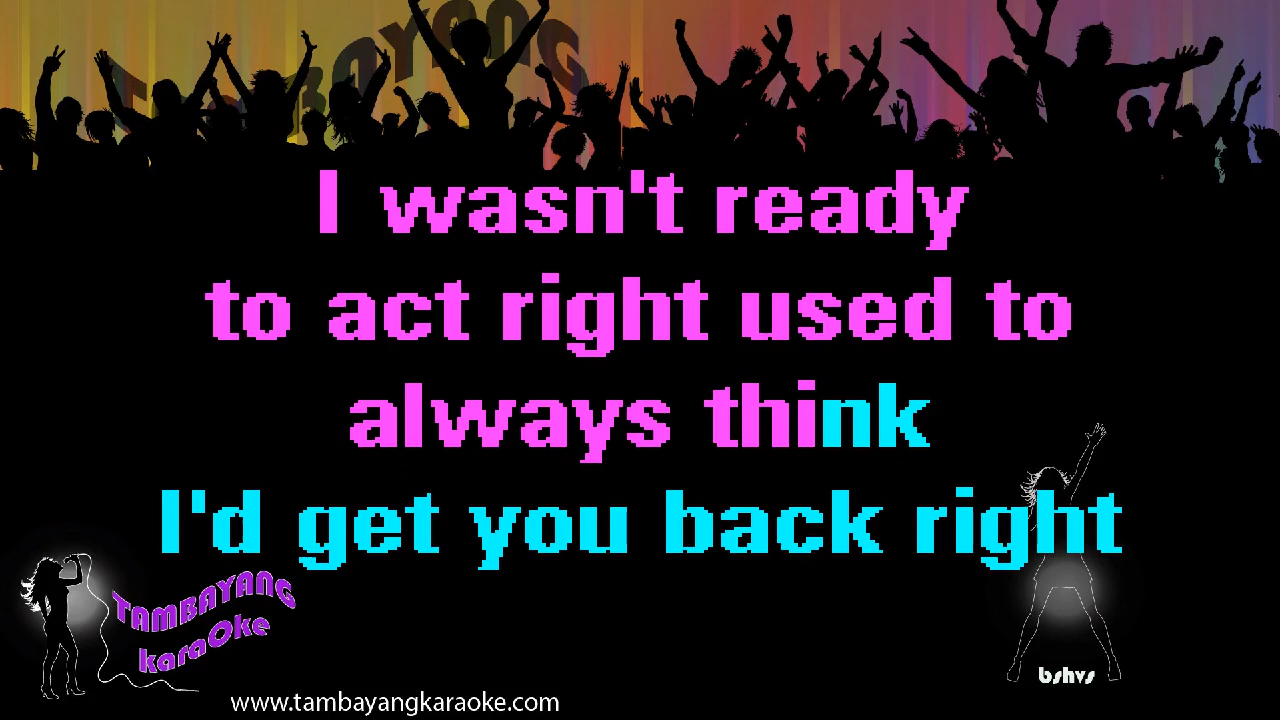 TAMBAYANG
I wasn't ready
to act right used to
always think
I'd get you back right
TAMBAYANG
karaOke
bshvs
www.tambayangkaraoke.com